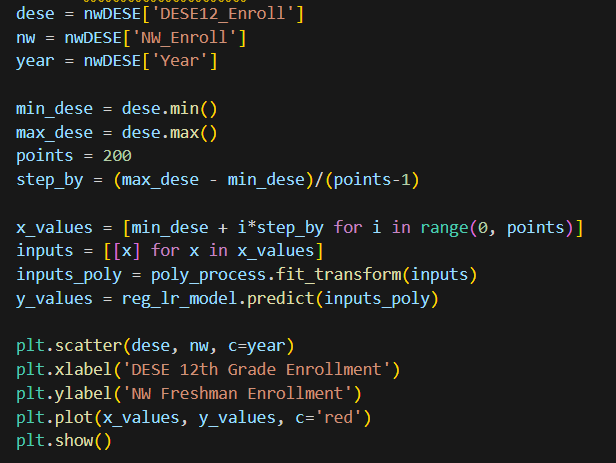 dese = nwDESE['DESE12_Enroll']
nw = nwDESE['NW_Enroll']
year = nwDESE['Year']
min_dese = dese.min()
max_dese = dese.max()
points = 200
step_by = (max_dese - min_dese)/(points-1)
x_values = [min_dese + i*step_by for i in range(0, points)]
inputs = [[x] for x in x_values]
inputs_poly = poly_process.fit_transform(inputs)
y_values = reg_lr_model.predict(inputs_poly)
plt.scatter(dese, nw, c=year)
plt.xlabel('DESE 12th Grade Enrollment')
plt.ylabel('NW Freshman Enrollment')
plt.plot(x_values, y_values, c='red')
plt.show()